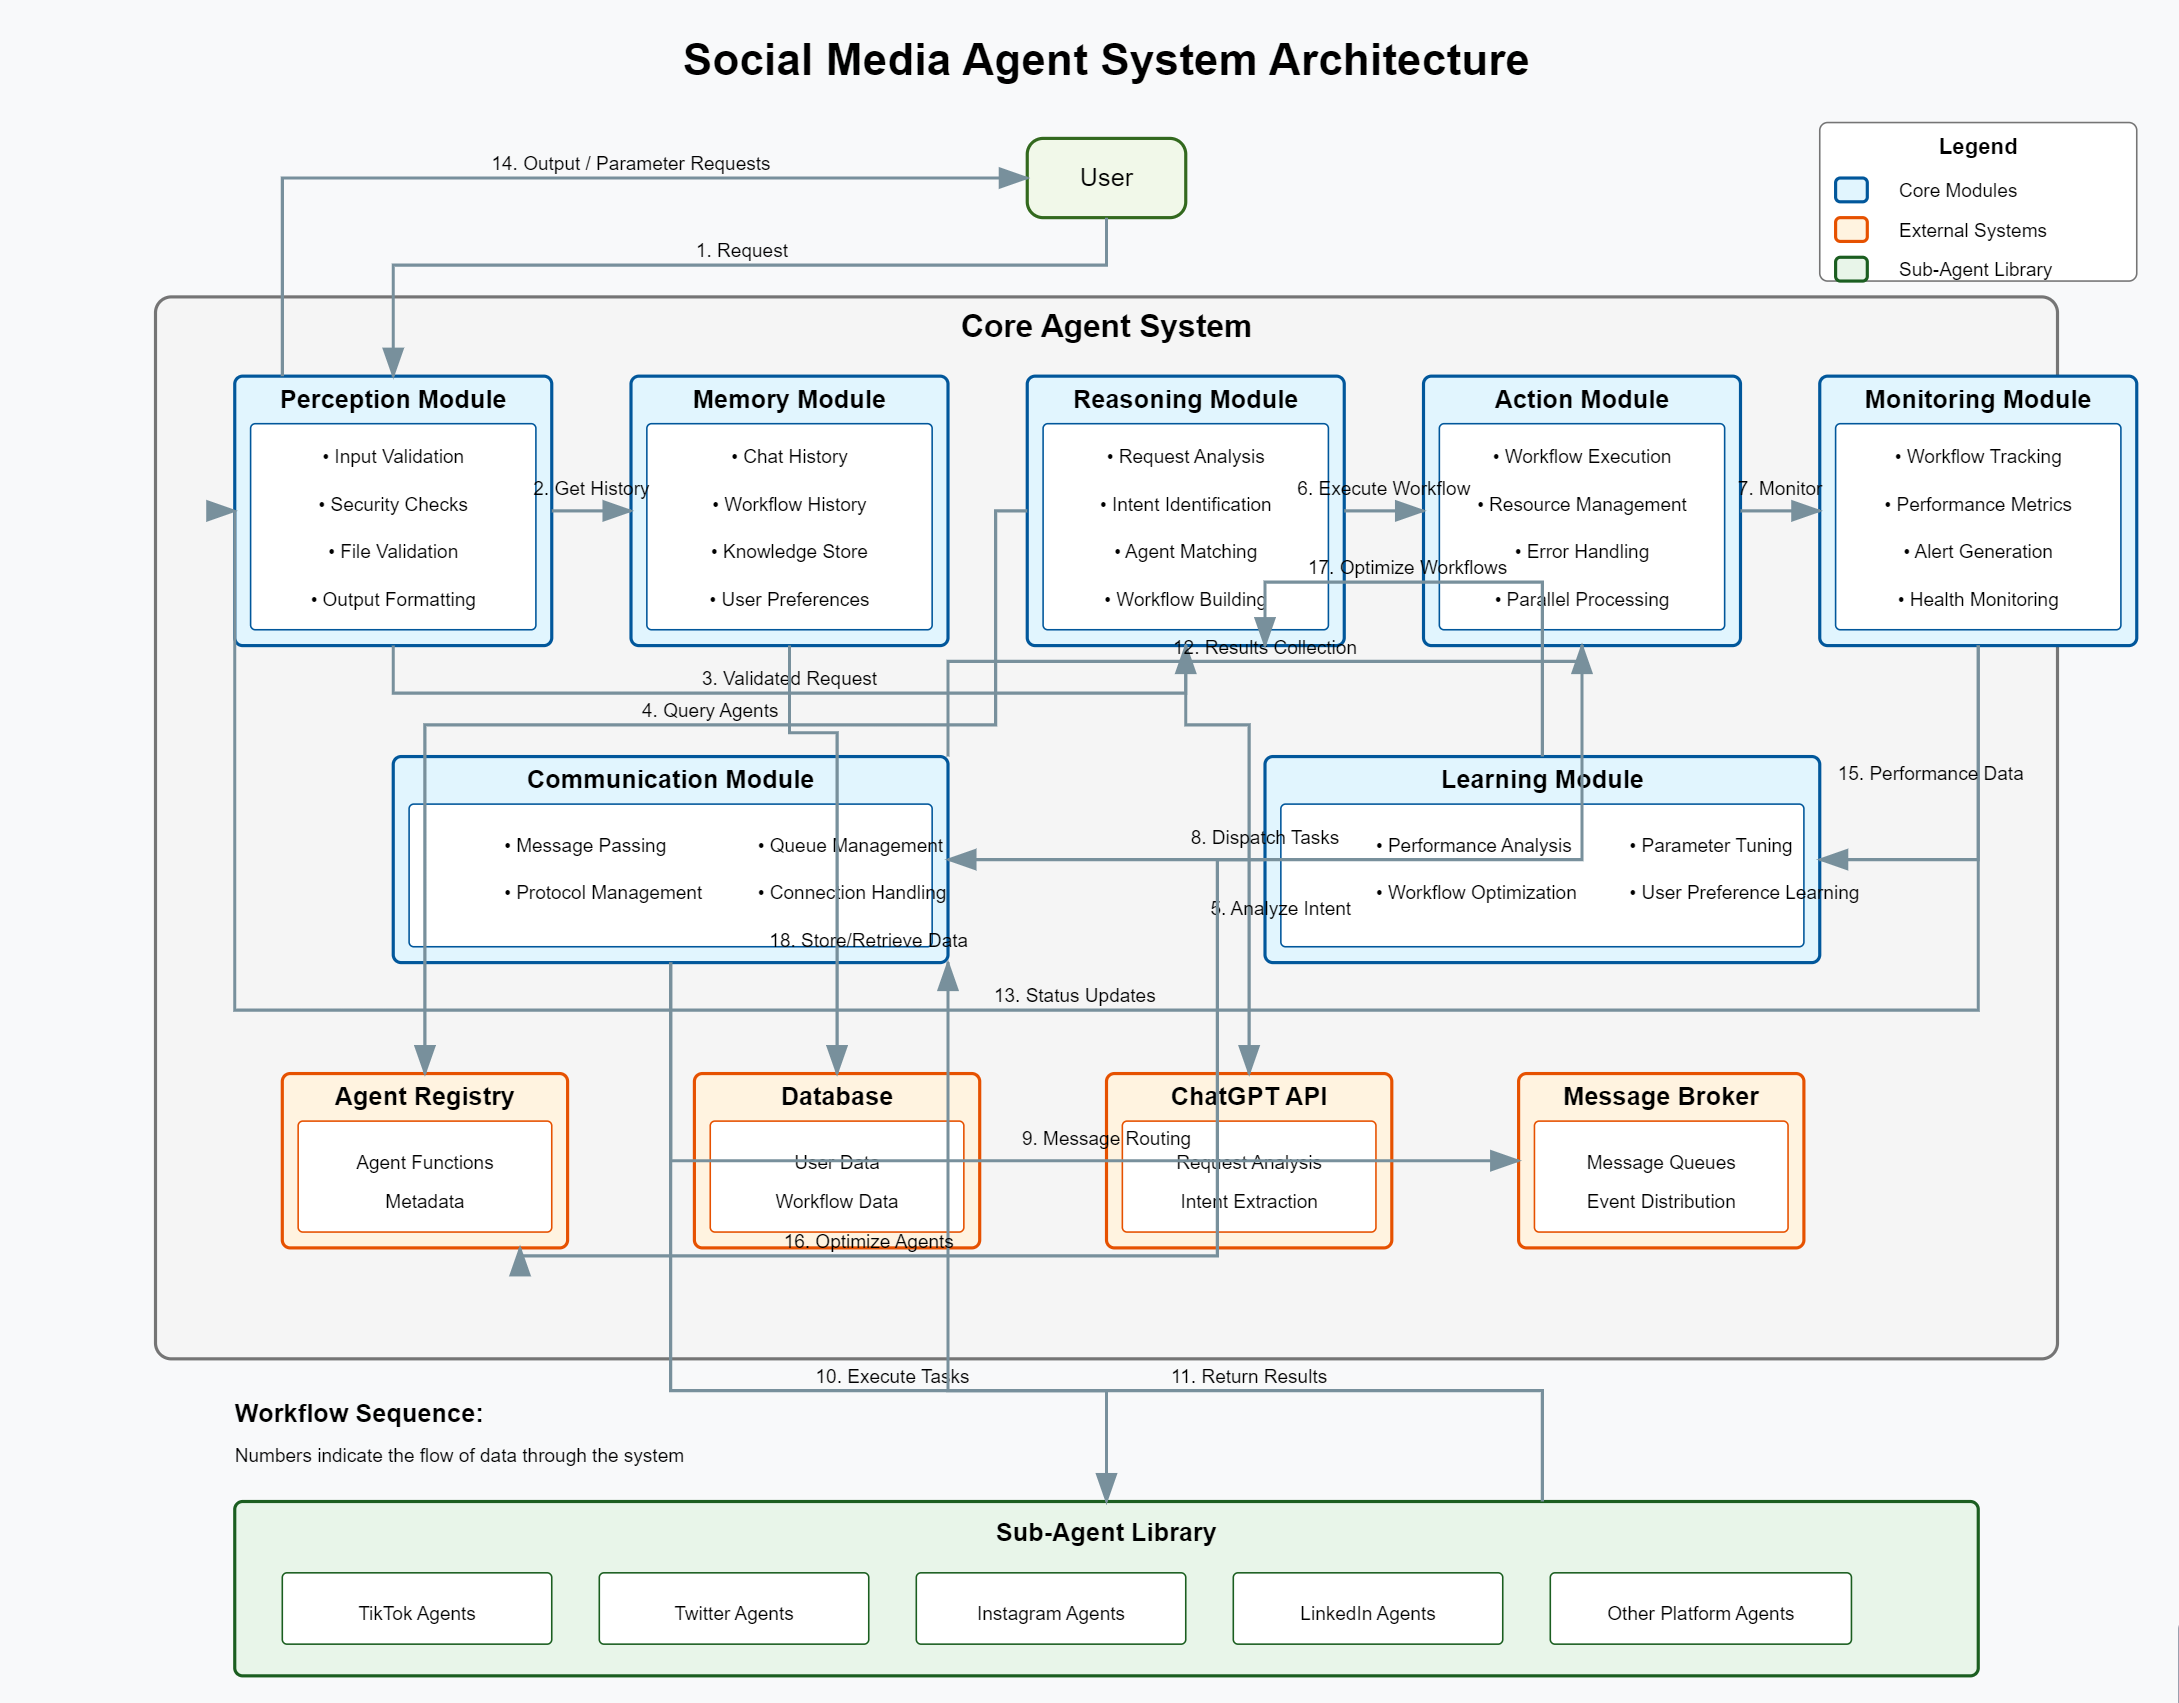 Social Media Agent System Architecture
User
14. Output / Parameter Requests
1. Request
Legend
Core Modules
External Systems
Sub-Agent Library
Core Agent System
Perception Module
• Input Validation
• Security Checks
• File Validation
• Output Formatting
2. Get History
Memory Module
• Chat History
• Workflow History
• Knowledge Store
• User Preferences
Reasoning Module
• Request Analysis
• Intent Identification
• Agent Matching
• Workflow Building
6. Execute Workflow
Action Module
• Workflow Execution
• Resource Management
• Error Handling
• Parallel Processing
7. Monitor
Monitoring Module
• Workflow Tracking
• Performance Metrics
• Alert Generation
• Health Monitoring
17. Optimize Workflows
12. Results Collection
3. Validated Request
4. Query Agents
Communication Module
• Message Passing
• Queue Management
• Protocol Management
• Connection Handling
18. Store/Retrieve Data
8. Dispatch Tasks
5. Analyze Intent
Learning Module
• Performance Analysis
• Parameter Tuning
• Workflow Optimization
• User Preference Learning
15. Performance Data
13. Status Updates
Agent Registry
Agent Functions
Metadata
Database
User Data
Workflow Data
ChatGPT API
Request Analysis
Intent Extraction
Message Broker
Message Queues
Event Distribution
9. Message Routing
16. Optimize Agents
10. Execute Tasks
11. Return Results
Workflow Sequence:
Numbers indicate the flow of data through the system
Sub-Agent Library
TikTok Agents
Twitter Agents
Instagram Agents
LinkedIn Agents
Other Platform Agents